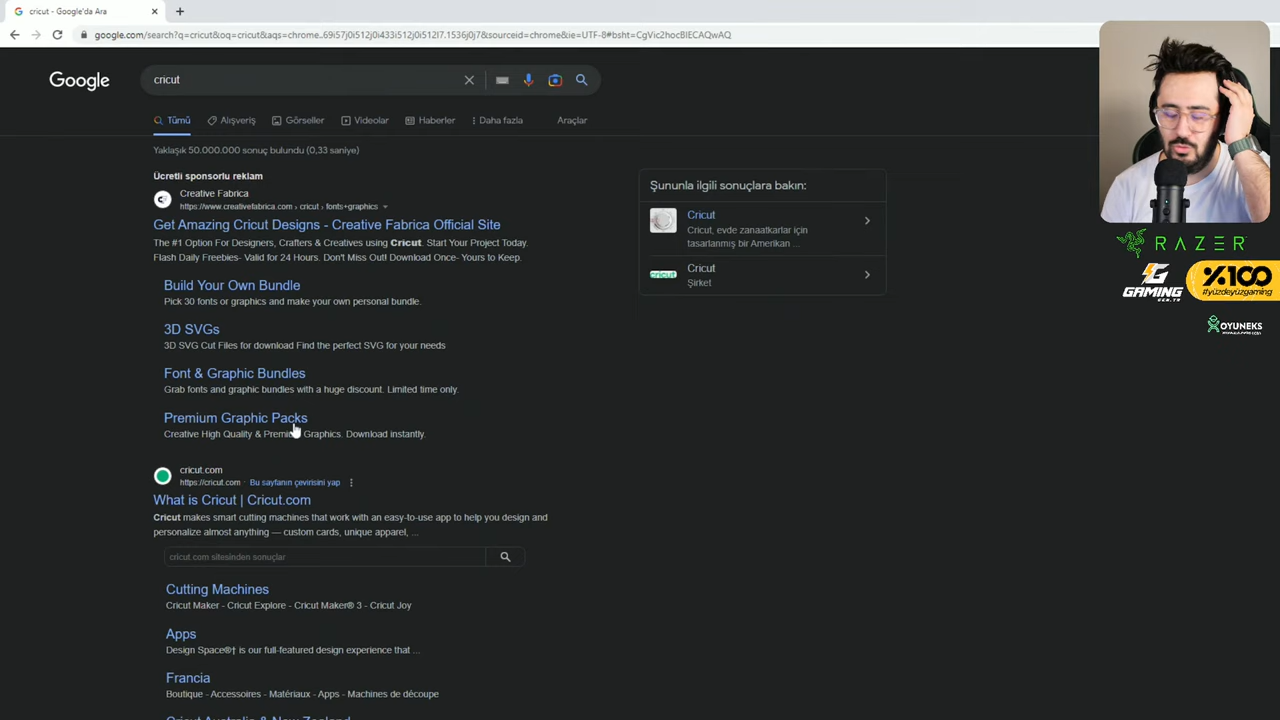 cricut - Google'da Ara
google.com/search?q=cricut&oq=cricut&aqs=chrome..69i57j0i512j0i433i512j0i512l7.1536j0j7&sourceid=chrome&ie=UTF-8#bsht=CgVic2hocBIECAQwAQ
Google
cricut
Tümü
Alışveriş
Görseller
Videolar
Haberler
Daha fazla
Araçlar
Yaklaşık 50.000.000 sonuç bulundu (0,33 saniye)
Ücretli sponsorlu reklam
Creative Fabrica
https://www.creativefabrica.com › cricut › fonts+graphics
Get Amazing Cricut Designs - Creative Fabrica Official Site
The #1 Option For Designers, Crafters & Creatives using Cricut. Start Your Project Today.
Flash Daily Freebies- Valid for 24 Hours. Don't Miss Out! Download Once- Yours to Keep.
Build Your Own Bundle
Pick 30 fonts or graphics and make your own personal bundle.
3D SVGs
3D SVG Cut Files for download Find the perfect SVG for your needs
Font & Graphic Bundles
Grab fonts and graphic bundles with a huge discount. Limited time only.
Premium Graphic Packs
Creative High Quality & Premium Graphics. Download instantly.
cricut.com
https://cricut.com
Bu sayfanın çevirisini yap
What is Cricut | Cricut.com
Cricut makes smart cutting machines that work with an easy-to-use app to help you design and
personalize almost anything — custom cards, unique apparel, ...
cricut.com sitesinden sonuçlar
Cutting Machines
Cricut Maker - Cricut Explore - Cricut Maker® 3 - Cricut Joy
Apps
Design Space®† is our full-featured design experience that ...
Francia
Boutique - Accessoires - Matériaux - Apps - Machines de découpe
Cricut Australia & New Zealand
Şununla ilgili sonuçlara bakın:
Cricut
Cricut, evde zanaatkarlar için
tasarlanmış bir Amerikan ...
cricut
Cricut
Şirket
RAZER
GAMING
GEN.TR
%100
#yüzdeyüzgaming
OYUNEKS